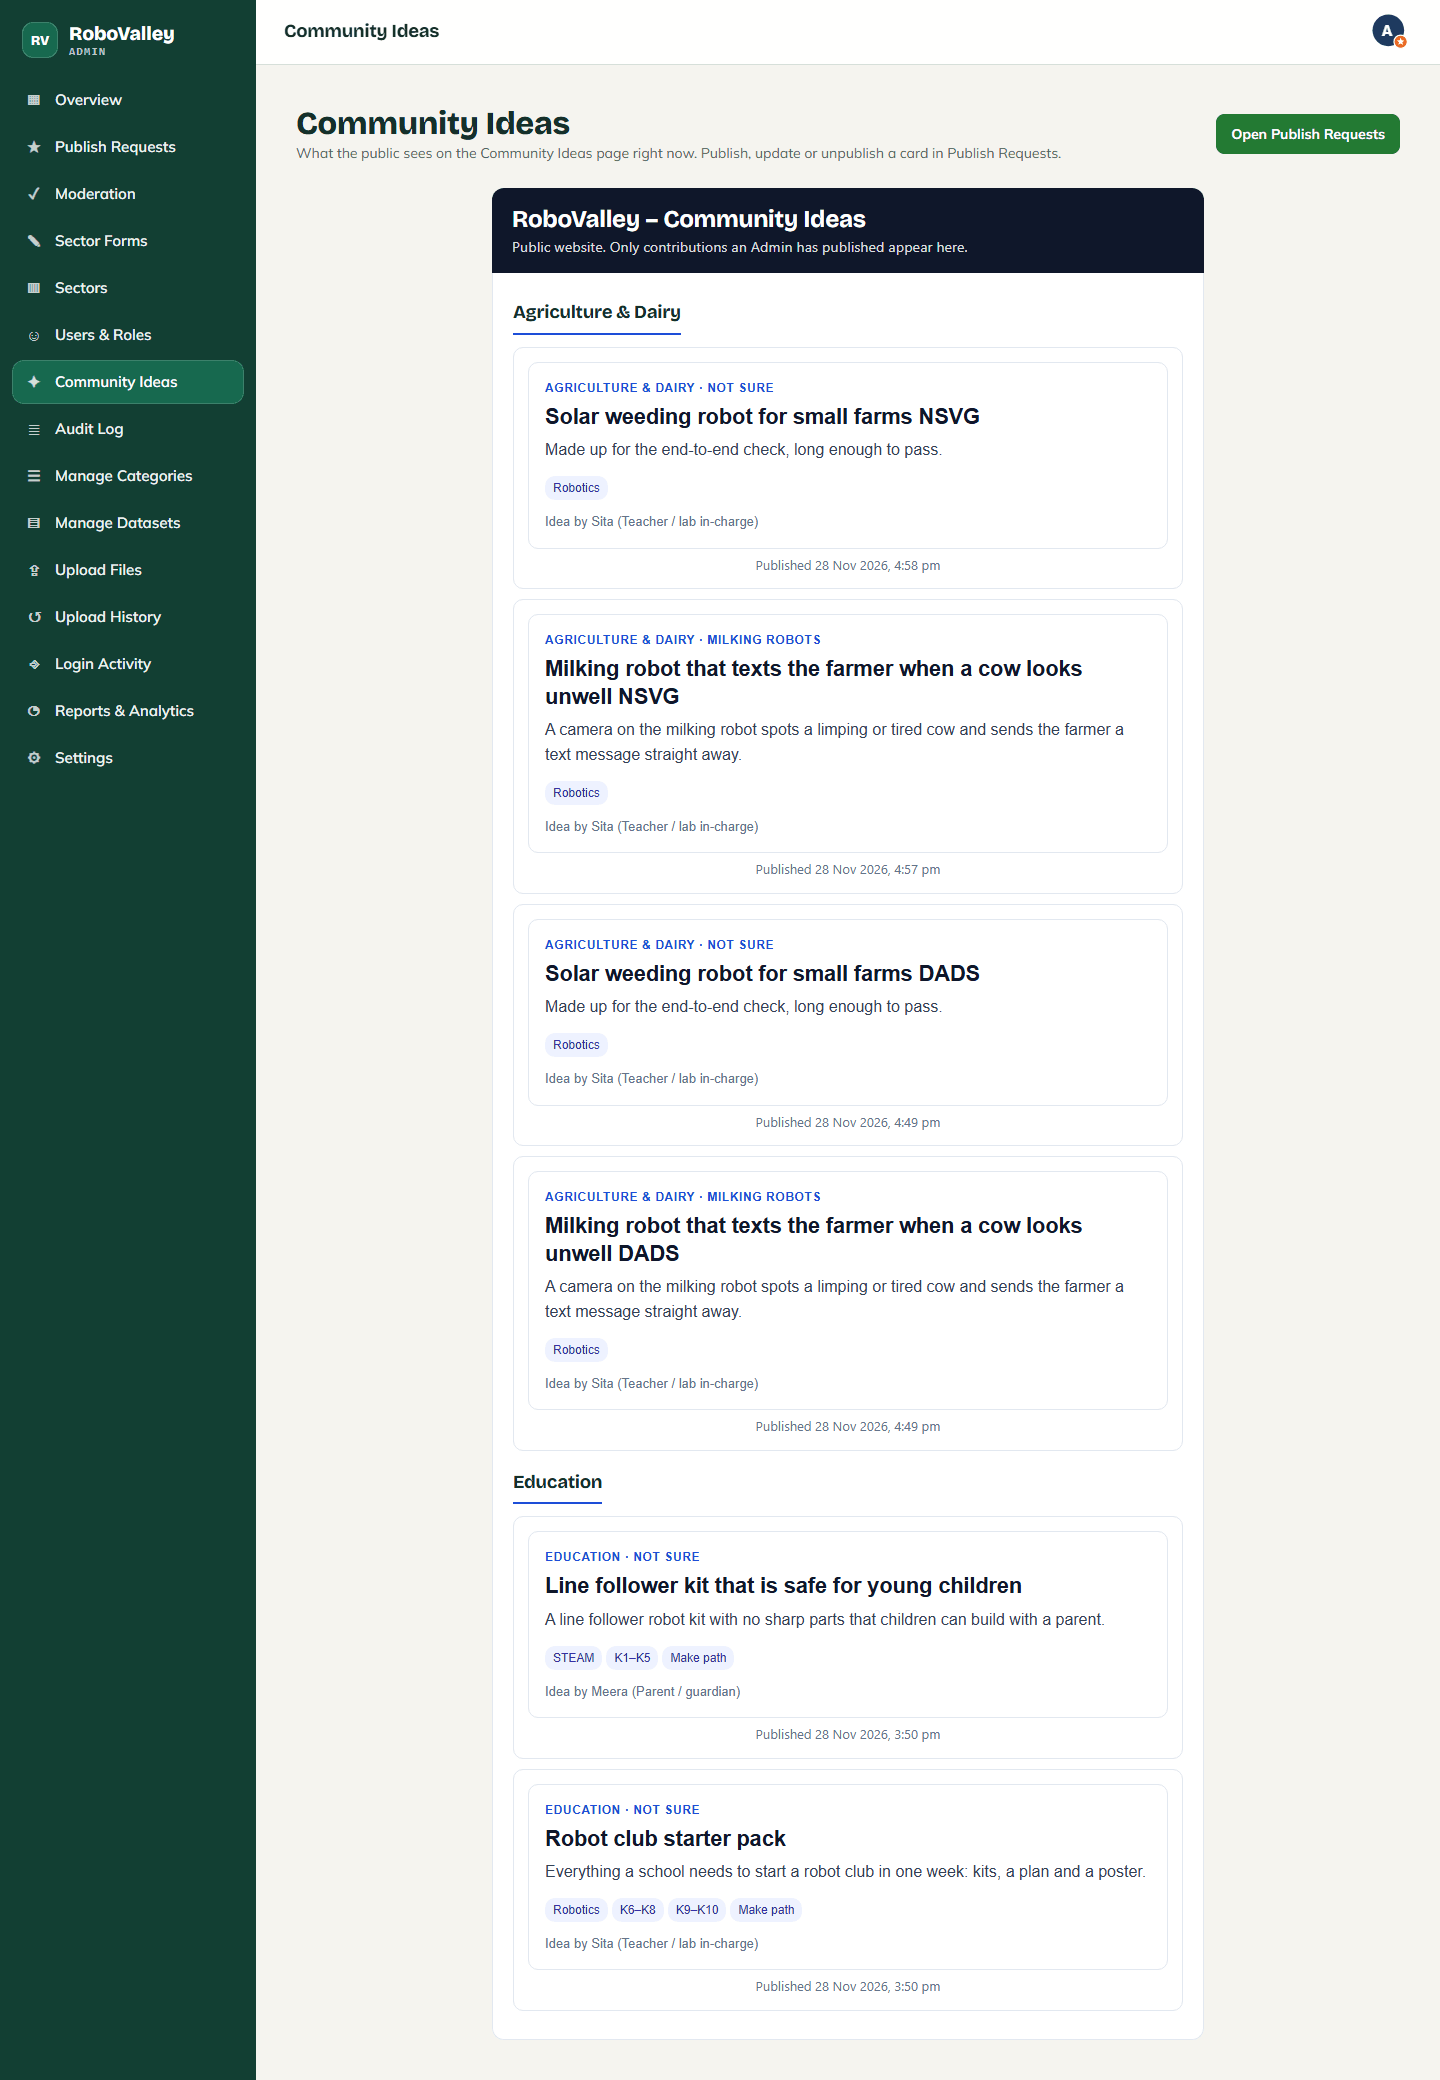 RV
RoboValley
ADMIN
Overview
Publish Requests
Moderation
Sector Forms
Sectors
Users & Roles
Community Ideas
Audit Log
Manage Categories
Manage Datasets
Upload Files
Upload History
Login Activity
Reports & Analytics
Settings
Community Ideas
A
Community Ideas
What the public sees on the Community Ideas page right now. Publish, update or unpublish a card in Publish Requests.
Open Publish Requests
RoboValley – Community Ideas
Public website. Only contributions an Admin has published appear here.
Agriculture & Dairy
AGRICULTURE & DAIRY · NOT SURE
Solar weeding robot for small farms NSVG
Made up for the end-to-end check, long enough to pass.
Robotics
Idea by Sita (Teacher / lab in-charge)
Published 28 Nov 2026, 4:58 pm
AGRICULTURE & DAIRY · MILKING ROBOTS
Milking robot that texts the farmer when a cow looks
unwell NSVG
A camera on the milking robot spots a limping or tired cow and sends the farmer a
text message straight away.
Robotics
Idea by Sita (Teacher / lab in-charge)
Published 28 Nov 2026, 4:57 pm
AGRICULTURE & DAIRY · NOT SURE
Solar weeding robot for small farms DADS
Made up for the end-to-end check, long enough to pass.
Robotics
Idea by Sita (Teacher / lab in-charge)
Published 28 Nov 2026, 4:49 pm
AGRICULTURE & DAIRY · MILKING ROBOTS
Milking robot that texts the farmer when a cow looks
unwell DADS
A camera on the milking robot spots a limping or tired cow and sends the farmer a
text message straight away.
Robotics
Idea by Sita (Teacher / lab in-charge)
Published 28 Nov 2026, 4:49 pm
Education
EDUCATION · NOT SURE
Line follower kit that is safe for young children
A line follower robot kit with no sharp parts that children can build with a parent.
STEAM K1–K5 Make path
Idea by Meera (Parent / guardian)
Published 28 Nov 2026, 3:50 pm
EDUCATION · NOT SURE
Robot club starter pack
Everything a school needs to start a robot club in one week: kits, a plan and a poster.
Robotics K6–K8 K9–K10 Make path
Idea by Sita (Teacher / lab in-charge)
Published 28 Nov 2026, 3:50 pm